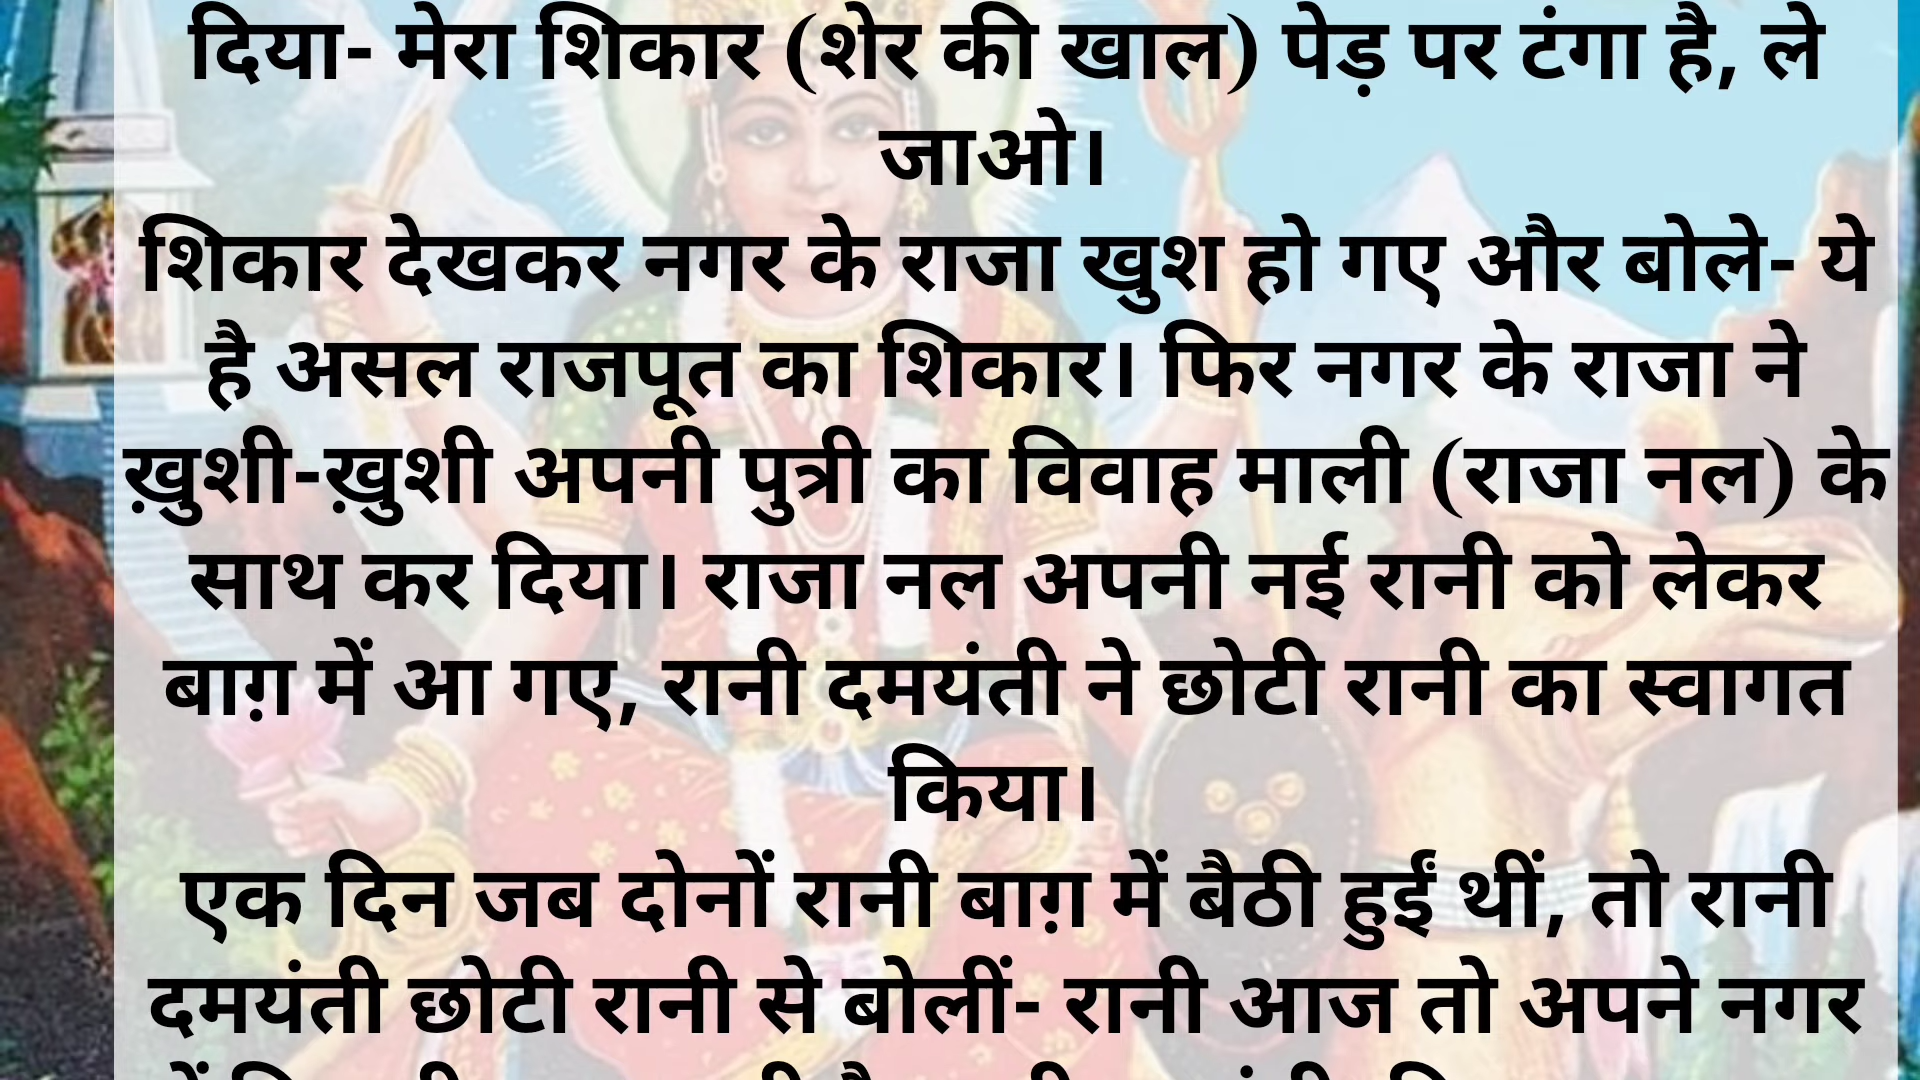 दिया- मेरा शिकार (शेर की खाल) पेड़ पर टंगा है, ले
जाओ।
शिकार देखकर नगर के राजा खुश हो गए और बोले- ये
है असल राजपूत का शिकार। फिर नगर के राजा ने
ख़ुशी-ख़ुशी अपनी पुत्री का विवाह माली (राजा नल) के
साथ कर दिया। राजा नल अपनी नई रानी को लेकर
बाग़ में आ गए, रानी दमयंती ने छोटी रानी का स्वागत
किया।
एक दिन जब दोनों रानी बाग़ में बैठी हुईं थीं, तो रानी
दमयंती छोटी रानी से बोलीं- रानी आज तो अपने नगर